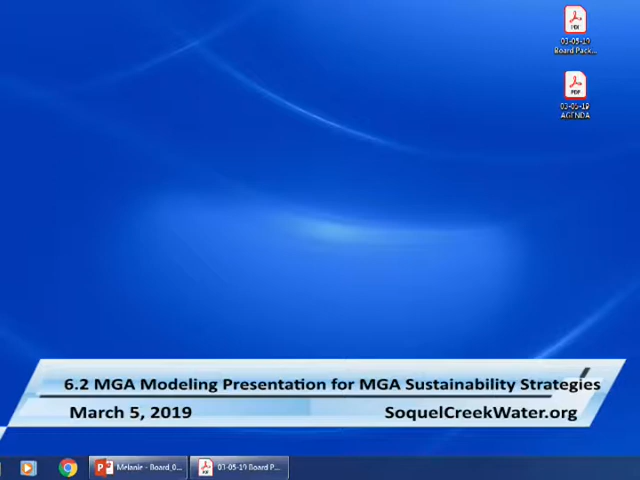 03-05-19
Board Pack...
03-05-19
AGENDA
6.2 MGA Modeling Presentation for MGA Sustainability Strategies
March 5, 2019 SoquelCreekWater.org
Melanie - Board_0... 03-05-19 Board P...